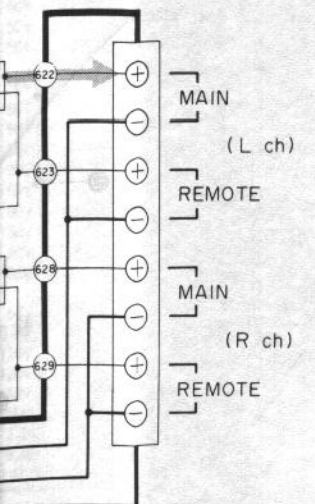 622 + MAIN
−
(L ch)
623 + REMOTE
−
628 + MAIN
−
(R ch)
629 + REMOTE
−